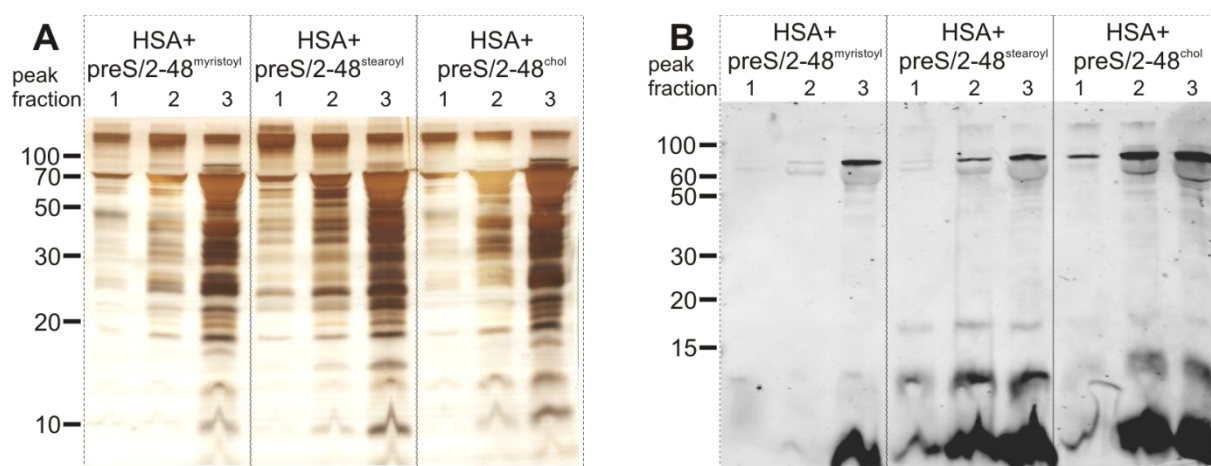 A
HSA+ HSA+ HSA+
peak preS/2-48myristoyl preS/2-48stearoyl preS/2-48chol
fraction 1 2 3 1 2 3 1 2 3
100
70
50
30
20
10
B
HSA+ HSA+ HSA+
peak preS/2-48myristoyl preS/2-48stearoyl preS/2-48chol
fraction 1 2 3 1 2 3 1 2 3
100
60
50
30
20
15